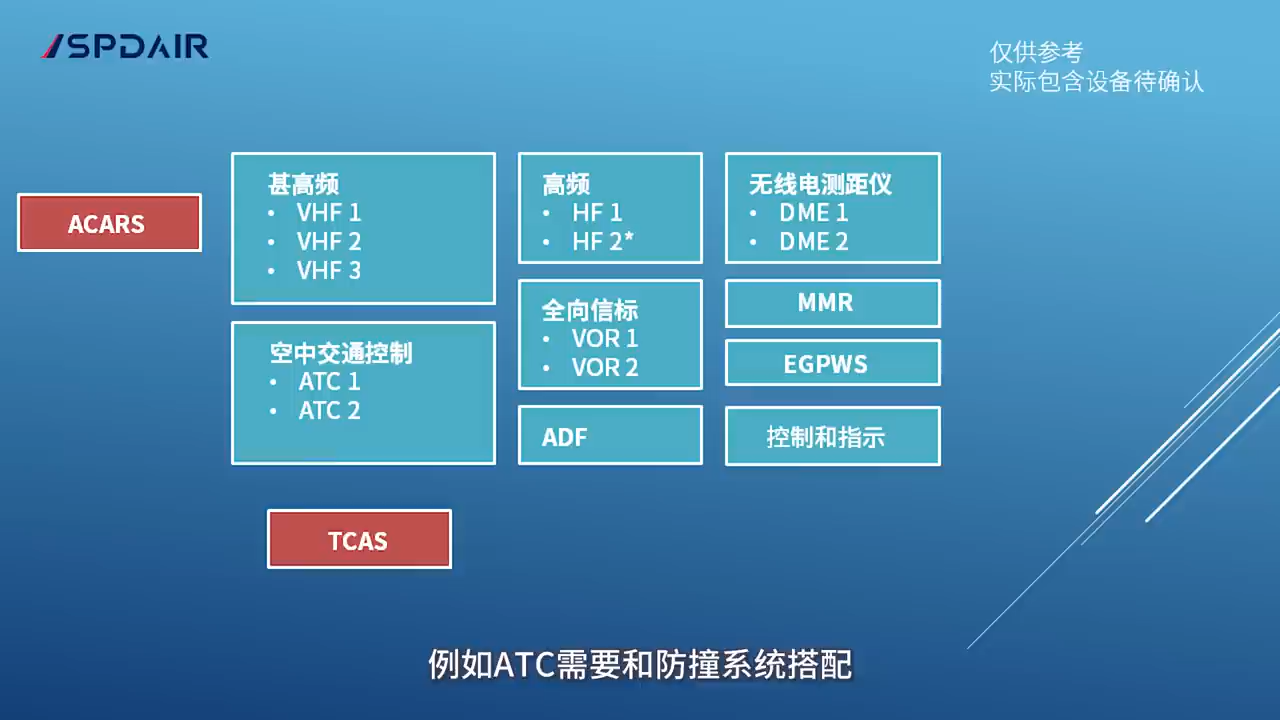 SPDAIR
仅供参考
实际包含设备待确认
ACARS
甚高频
• VHF 1
• VHF 2
• VHF 3
高频
• HF 1
• HF 2*
无线电测距仪
• DME 1
• DME 2
MMR
全向信标
• VOR 1
• VOR 2
空中交通控制
• ATC 1
• ATC 2
EGPWS
ADF
控制和指示
TCAS
例如ATC需要和防撞系统搭配